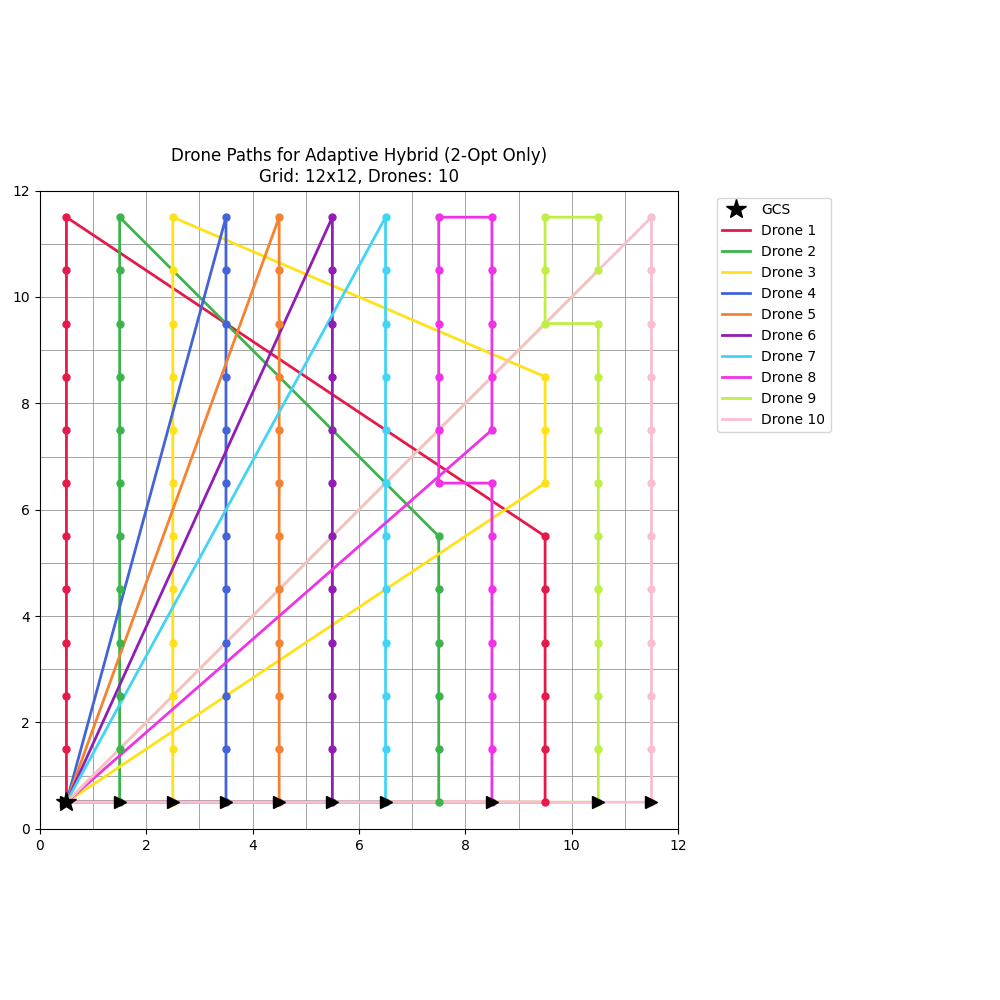 Drone Paths for Adaptive Hybrid (2-Opt Only)
Grid: 12x12, Drones: 10
12
10
8
6
4
2
0
0 2 4 6 8 10 12
GCS
Drone 1
Drone 2
Drone 3
Drone 4
Drone 5
Drone 6
Drone 7
Drone 8
Drone 9
Drone 10